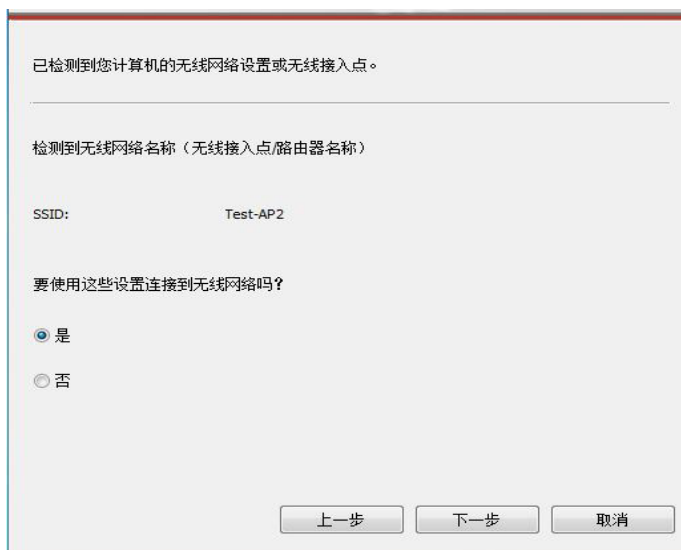 已检测到您计算机的无线网络设置或无线接入点。
检测到无线网络名称（无线接入点/路由器名称）
SSID: Test-AP2
要使用这些设置连接到无线网络吗?
是
否
上一步 下一步 取消